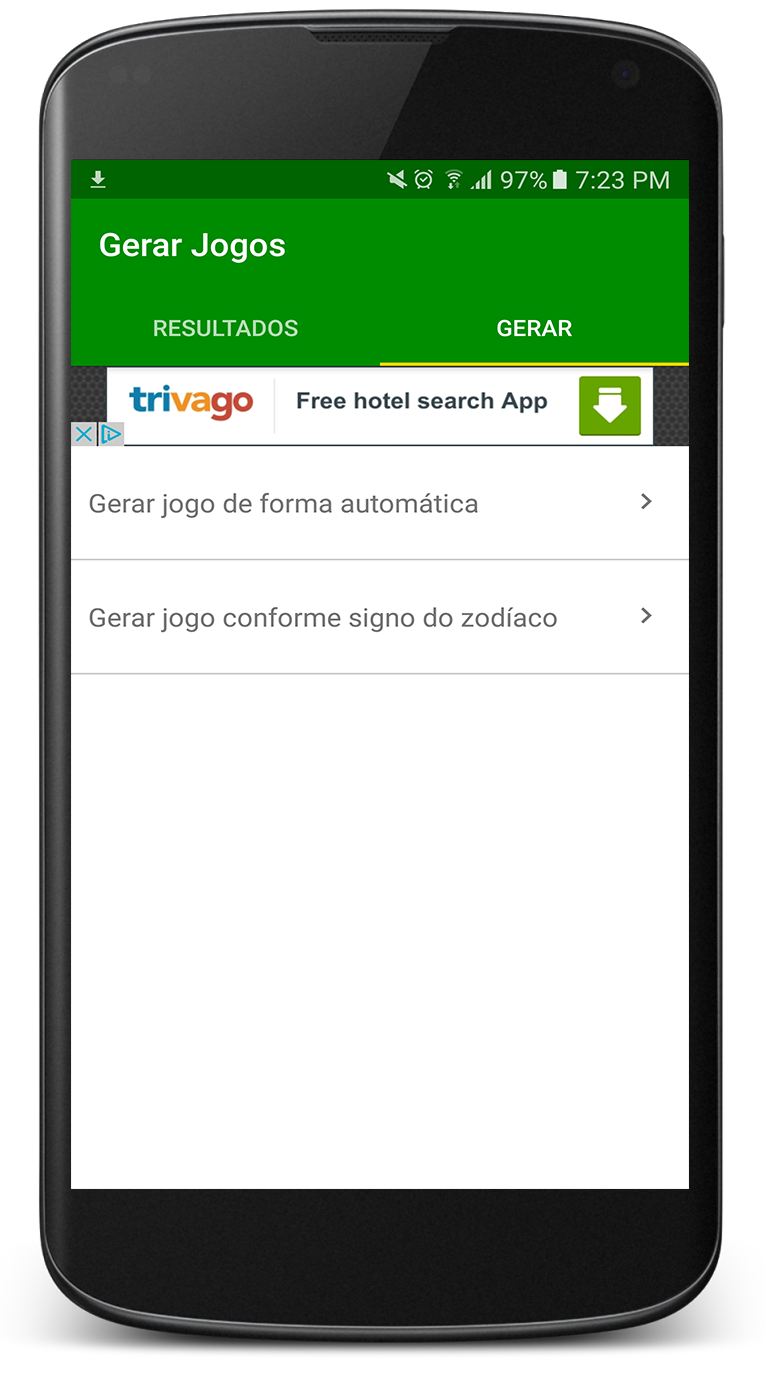 97% 7:23 PM
Gerar Jogos
RESULTADOS GERAR
trivago Free hotel search App
Gerar jogo de forma automática
Gerar jogo conforme signo do zodíaco